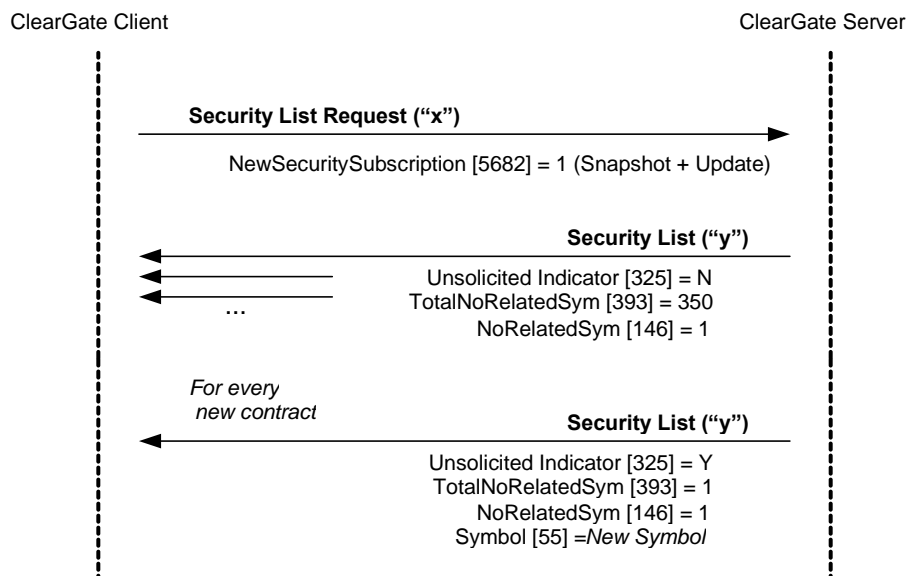 ClearGate Client
ClearGate Server
Security List Request (“x”)
NewSecuritySubscription [5682] = 1 (Snapshot + Update)
Security List (“y”)
Unsolicited Indicator [325] = N
TotalNoRelatedSym [393] = 350
...
NoRelatedSym [146] = 1
For every
new contract
Security List (“y”)
Unsolicited Indicator [325] = Y
TotalNoRelatedSym [393] = 1
NoRelatedSym [146] = 1
Symbol [55] =New Symbol